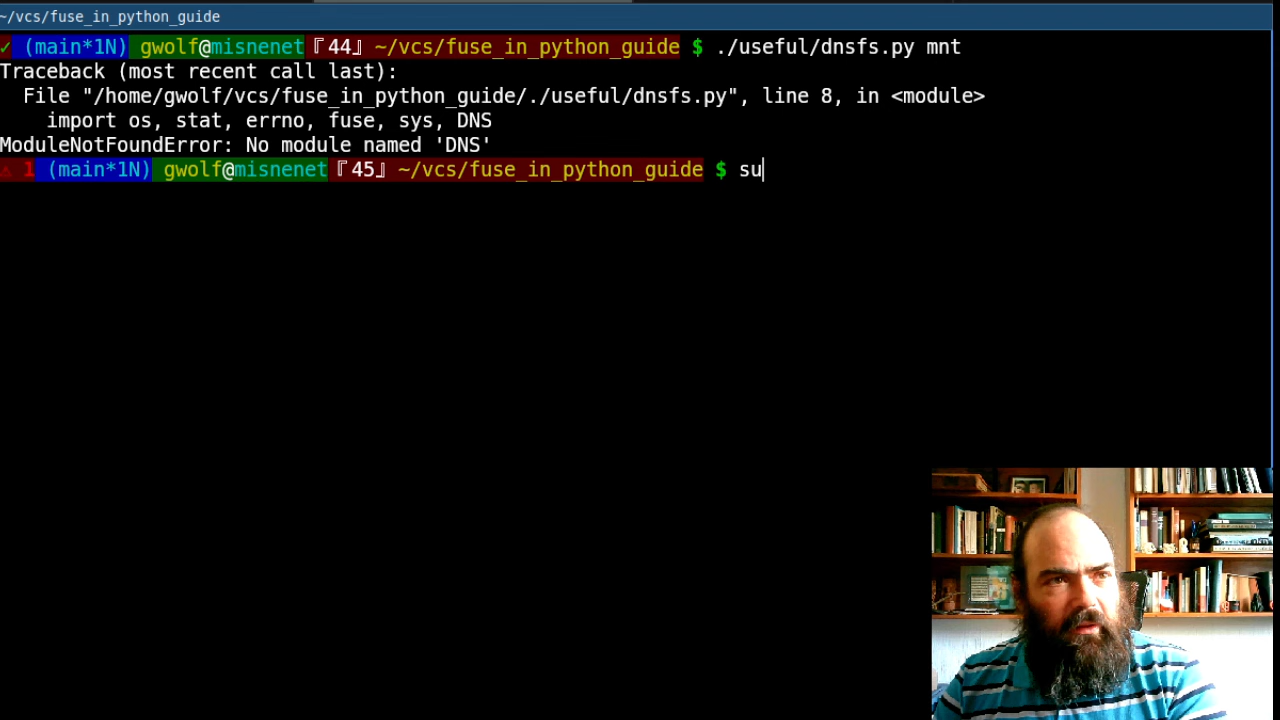 ~/vcs/fuse_in_python_guide
✓ (main*1N) gwolf@misnenet『44』~/vcs/fuse_in_python_guide $ ./useful/dnsfs.py mnt
Traceback (most recent call last):
  File "/home/gwolf/vcs/fuse_in_python_guide/./useful/dnsfs.py", line 8, in <module>
    import os, stat, errno, fuse, sys, DNS
ModuleNotFoundError: No module named 'DNS'
⚠ 1 (main*1N) gwolf@misnenet『45』~/vcs/fuse_in_python_guide $ su